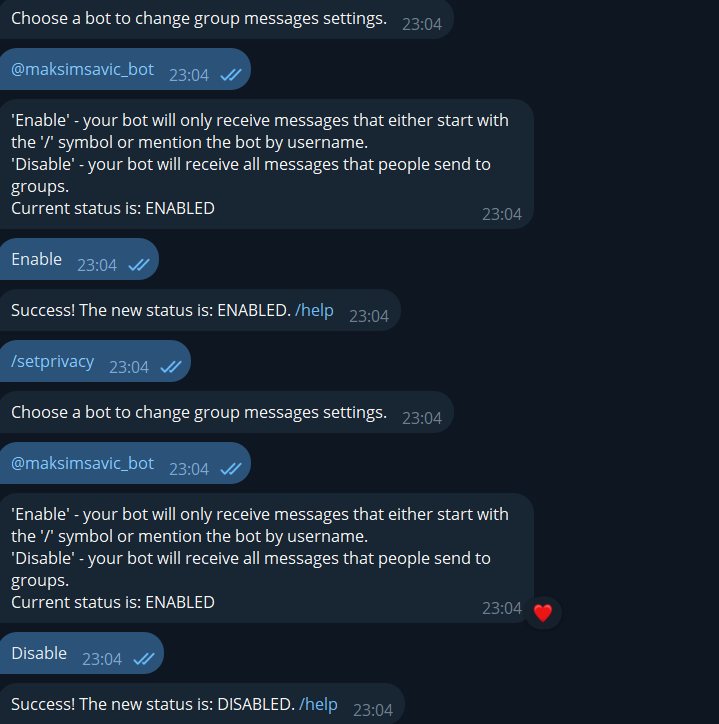 Choose a bot to change group messages settings. 23:04
@maksimsavic_bot 23:04
'Enable' - your bot will only receive messages that either start with
the '/' symbol or mention the bot by username.
'Disable' - your bot will receive all messages that people send to
groups.
Current status is: ENABLED 23:04
Enable 23:04
Success! The new status is: ENABLED. /help 23:04
/setprivacy 23:04
Choose a bot to change group messages settings. 23:04
@maksimsavic_bot 23:04
'Enable' - your bot will only receive messages that either start with
the '/' symbol or mention the bot by username.
'Disable' - your bot will receive all messages that people send to
groups.
Current status is: ENABLED 23:04
Disable 23:04
Success! The new status is: DISABLED. /help 23:04